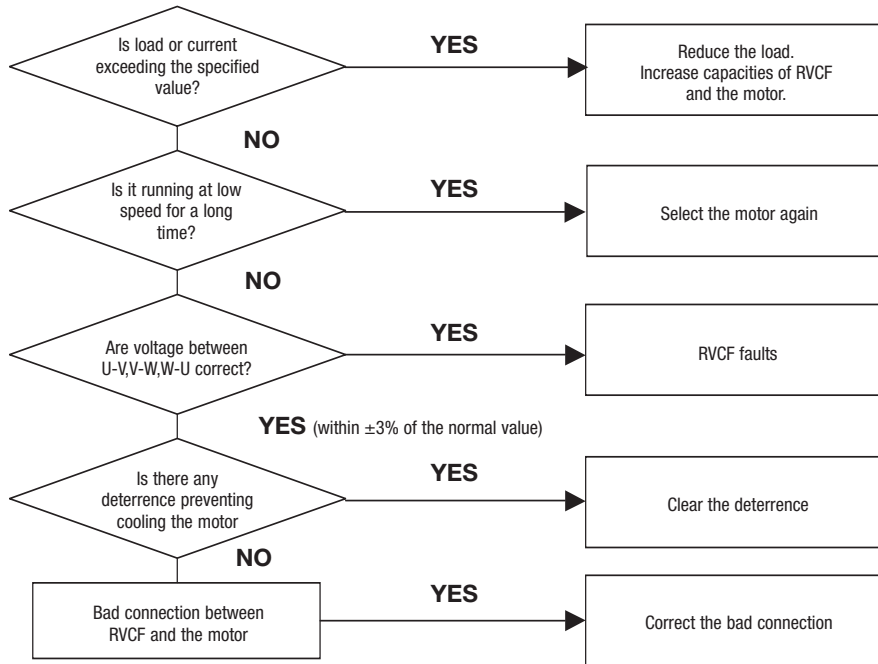 Is load or current
exceeding the specified
value?
YES
Reduce the load.
Increase capacities of RVCF
and the motor.
NO
Is it running at low
speed for a long
time?
YES
Select the motor again
NO
Are voltage between
U-V,V-W,W-U correct?
YES
RVCF faults
YES (within ±3% of the normal value)
Is there any
deterrence preventing
cooling the motor
YES
Clear the deterrence
NO
Bad connection between
RVCF and the motor
YES
Correct the bad connection